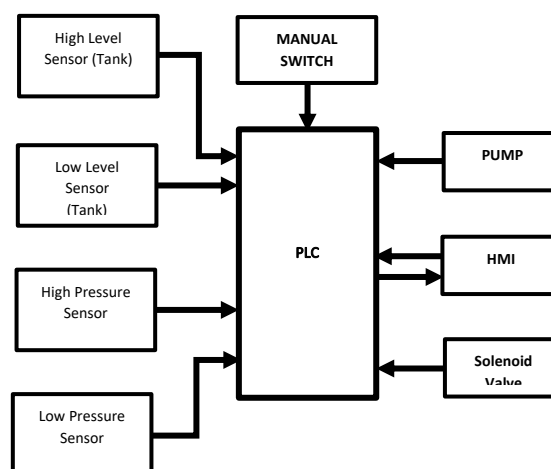 High Level
Sensor (Tank)
MANUAL
SWITCH
Low Level
Sensor
(Tank)
PUMP
PLC
HMI
High Pressure
Sensor
Solenoid
Valve
Low Pressure
Sensor